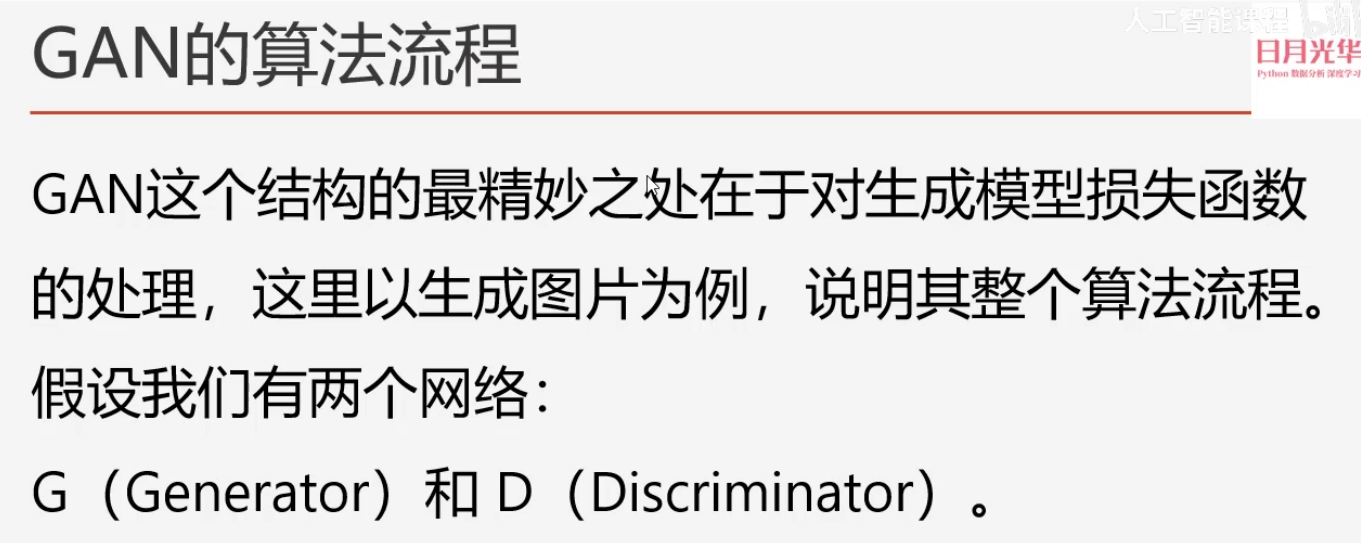 人工智能课程
GAN的算法流程
日月光华
Python 数据分析 深度学习
GAN这个结构的最精妙之处在于对生成模型损失函数
的处理，这里以生成图片为例，说明其整个算法流程。
假设我们有两个网络：
G（Generator）和 D（Discriminator）。